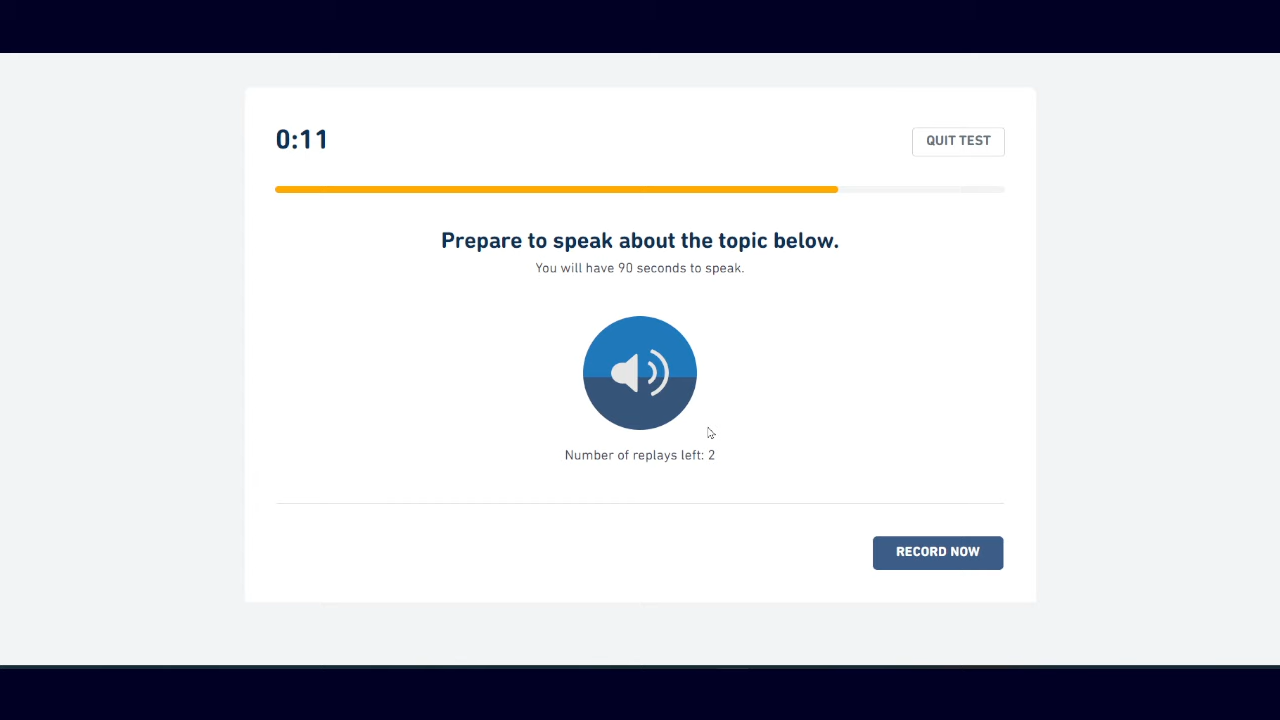 0:11
QUIT TEST
Prepare to speak about the topic below.
You will have 90 seconds to speak.
Number of replays left: 2
RECORD NOW